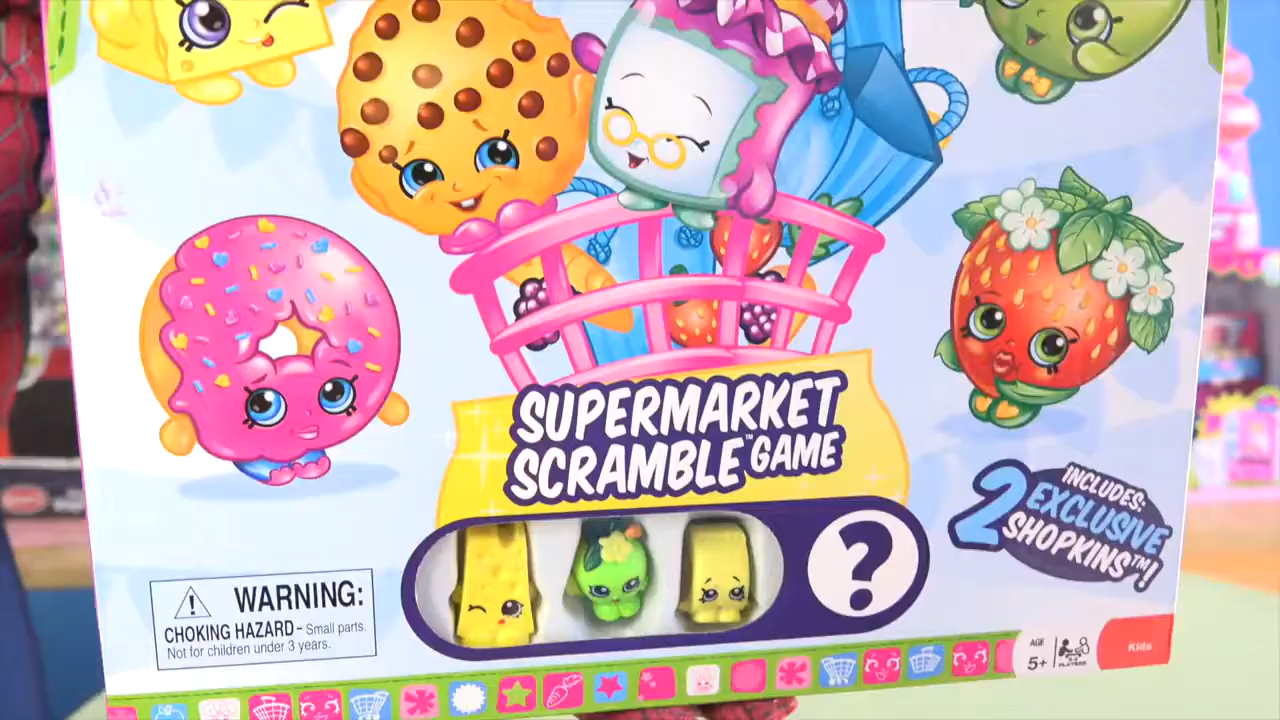 SUPERMARKET
SCRAMBLE™ GAME
INCLUDES:
2 EXCLUSIVE
SHOPKINS™!
?
WARNING:
CHOKING HAZARD - Small parts.
Not for children under 3 years.
AGE
5+
PLAYERS
Kids